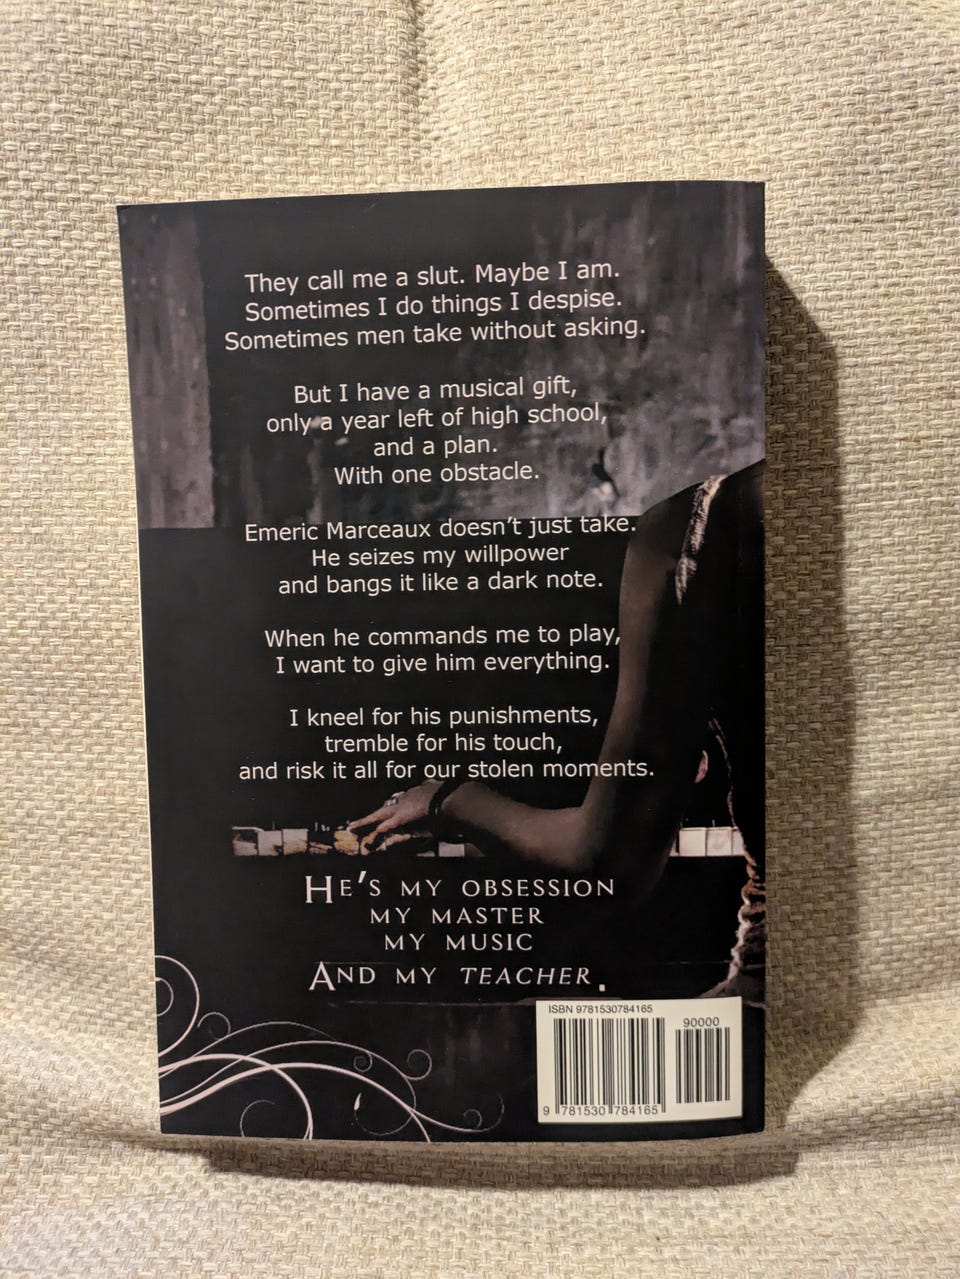 They call me a slut. Maybe I am.
Sometimes I do things I despise.
Sometimes men take without asking.
But I have a musical gift,
only a year left of high school,
and a plan.
With one obstacle.
Emeric Marceaux doesn't just take.
He seizes my willpower
and bangs it like a dark note.
When he commands me to play,
I want to give him everything.
I kneel for his punishments,
tremble for his touch,
and risk it all for our stolen moments.
HE'S MY OBSESSION
MY MASTER
MY MUSIC
AND MY TEACHER.
ISBN 9781530784165
90000
9 781530 784165